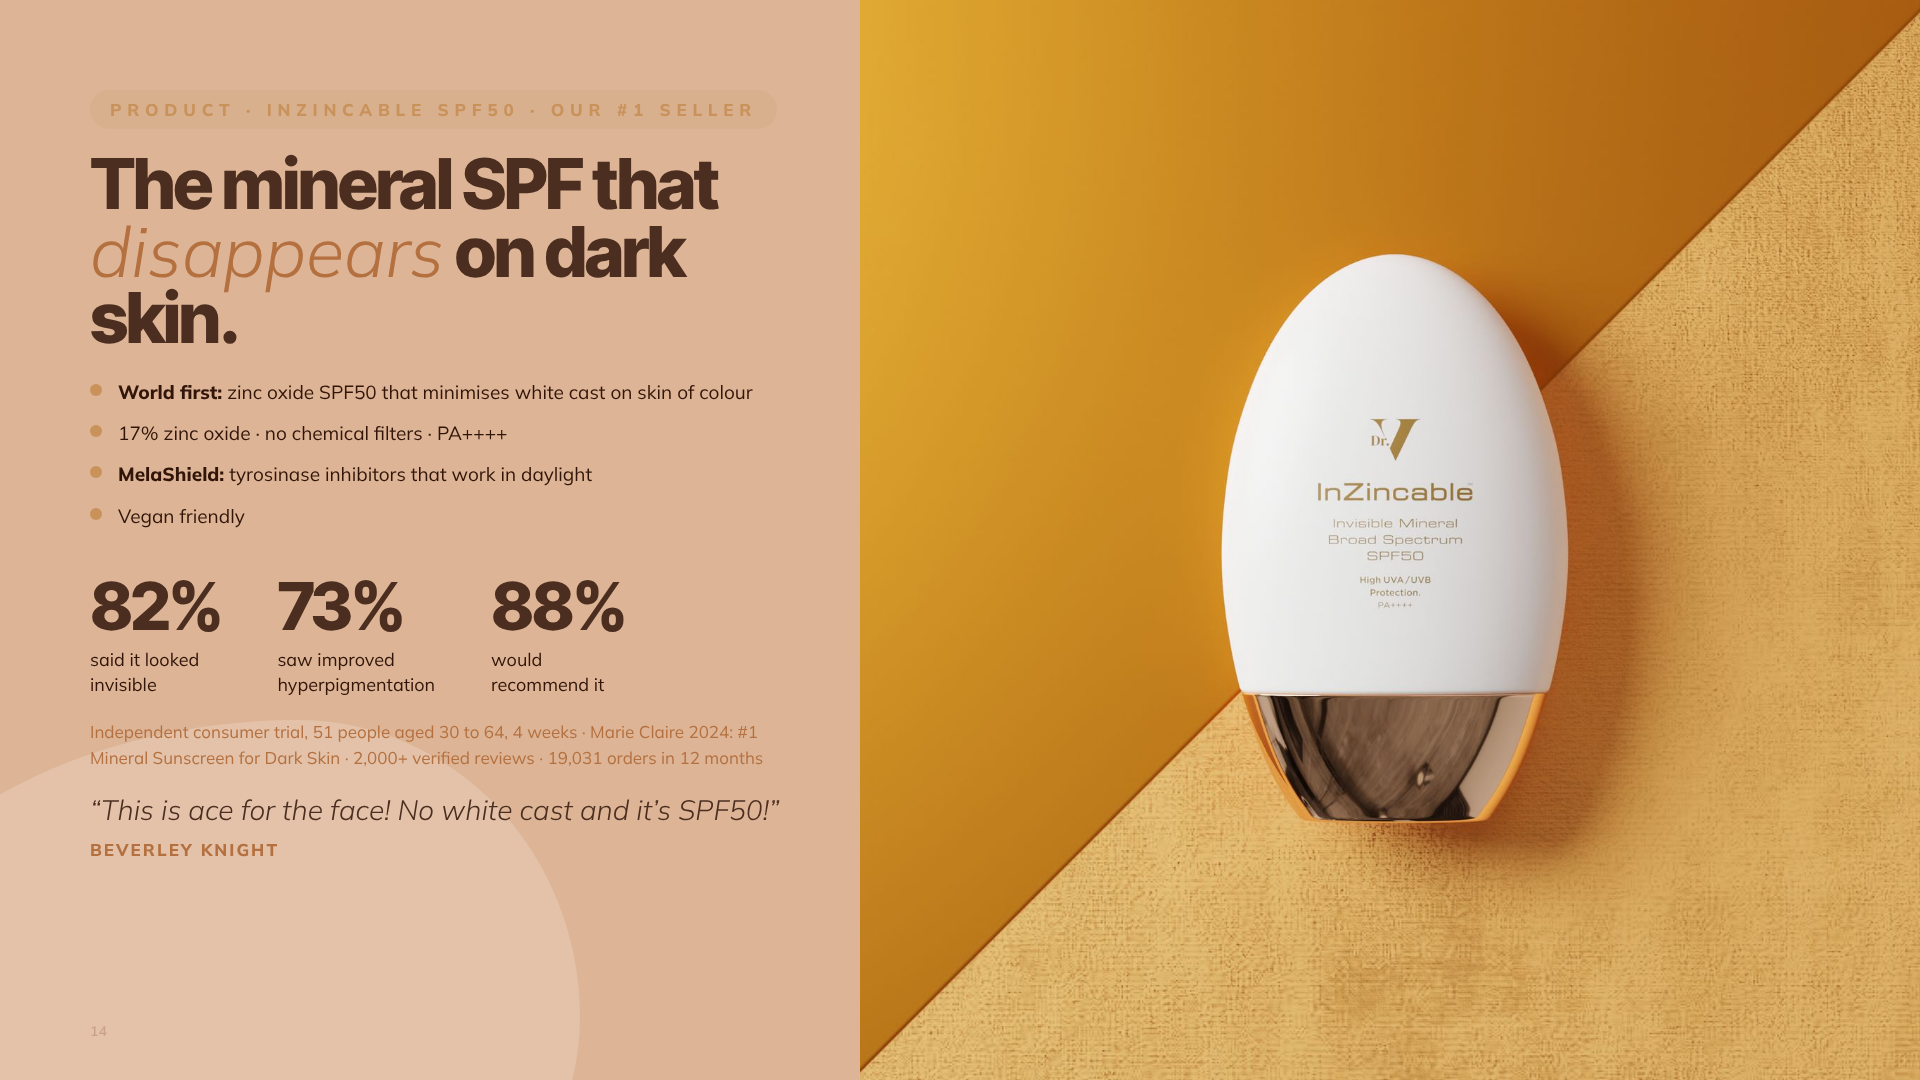 PRODUCT · INZINCABLE SPF50 · OUR #1 SELLER
The mineral SPF that
disappears on dark
skin.
World first: zinc oxide SPF50 that minimises white cast on skin of colour
17% zinc oxide · no chemical filters · PA++++
MelaShield: tyrosinase inhibitors that work in daylight
Vegan friendly
82%
said it looked
invisible
73%
saw improved
hyperpigmentation
88%
would
recommend it
Independent consumer trial, 51 people aged 30 to 64, 4 weeks · Marie Claire 2024: #1
Mineral Sunscreen for Dark Skin · 2,000+ verified reviews · 19,031 orders in 12 months
“This is ace for the face! No white cast and it’s SPF50!”
BEVERLEY KNIGHT
14
Dr. V
InZincable™
Invisible Mineral
Broad Spectrum
SPF50
High UVA/UVB
Protection.
PA++++